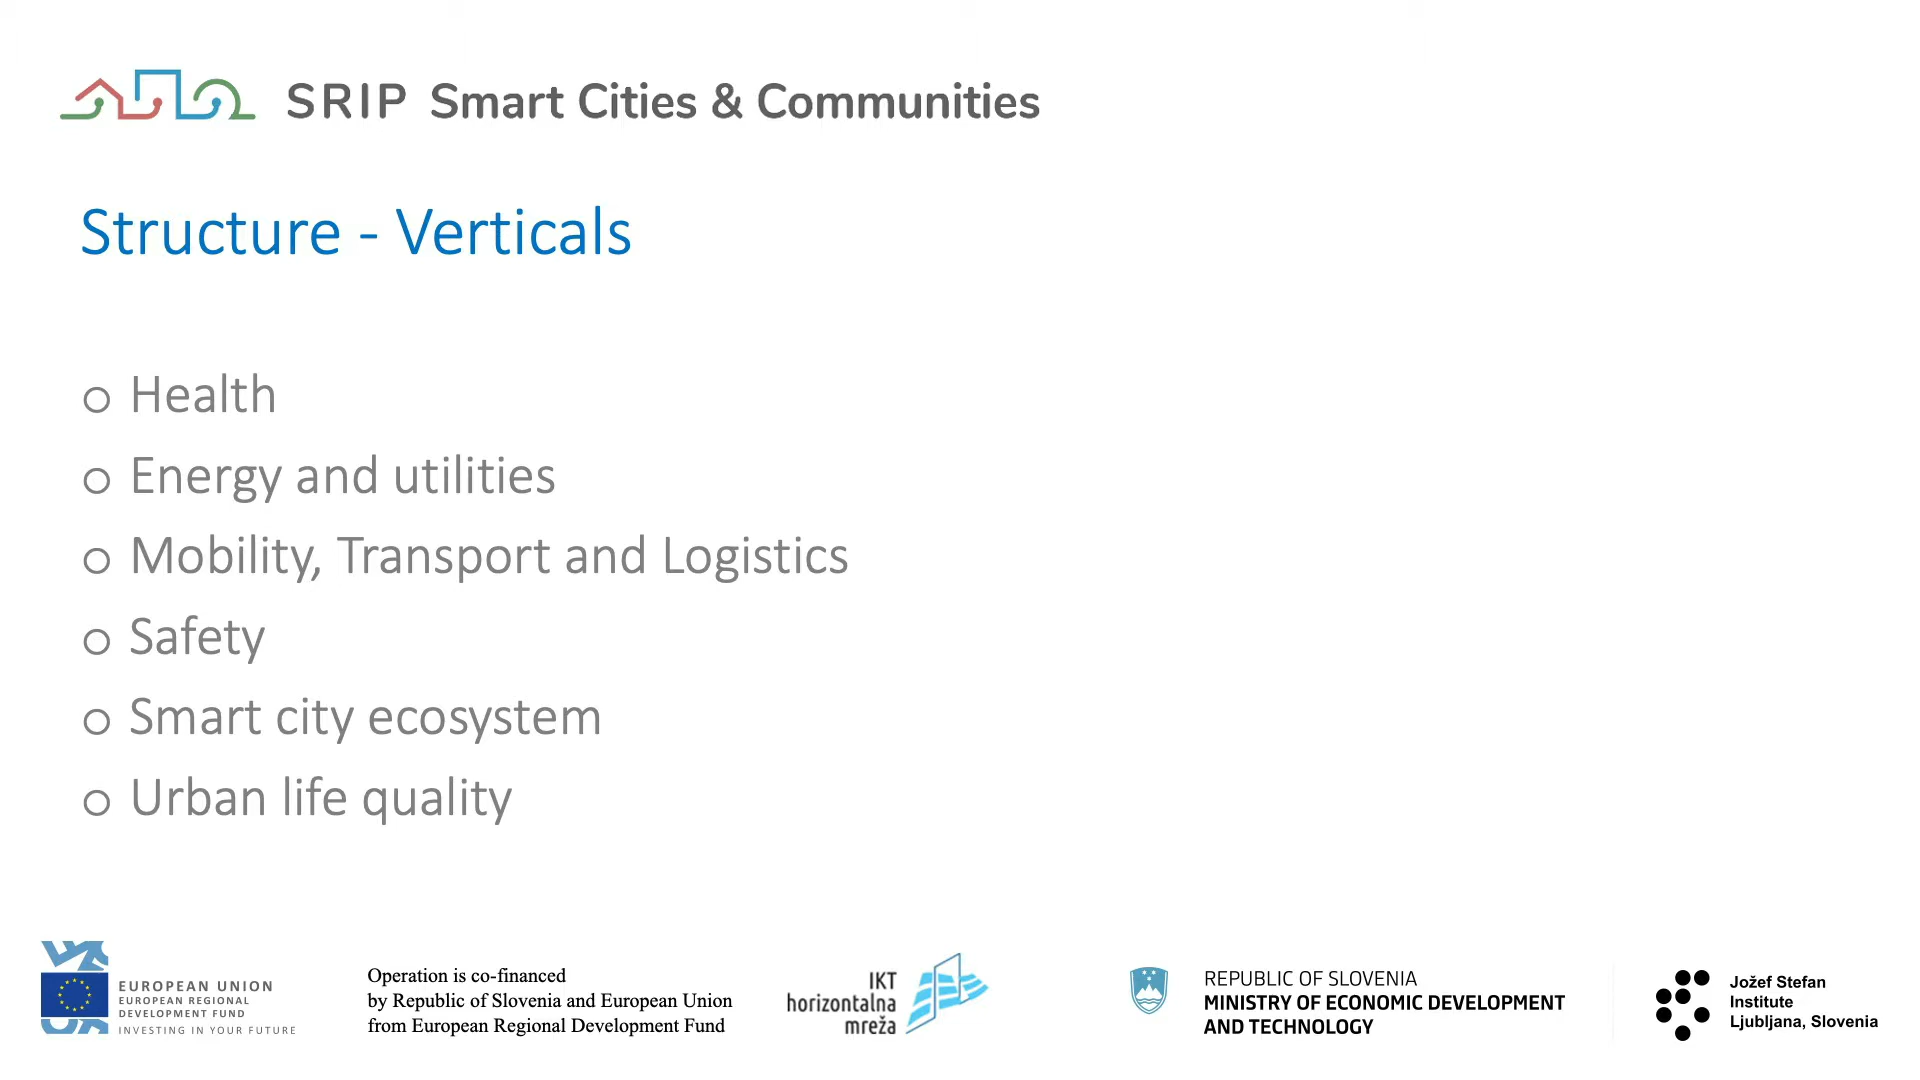 SRIP Smart Cities & Communities
Structure - Verticals
Health
Energy and utilities
Mobility, Transport and Logistics
Safety
Smart city ecosystem
Urban life quality
EUROPEAN UNION
EUROPEAN REGIONAL
DEVELOPMENT FUND
INVESTING IN YOUR FUTURE
Operation is co-financed
by Republic of Slovenia and European Union
from European Regional Development Fund
IKT
horizontalna
mreža
REPUBLIC OF SLOVENIA
MINISTRY OF ECONOMIC DEVELOPMENT
AND TECHNOLOGY
Jožef Stefan
Institute
Ljubljana, Slovenia